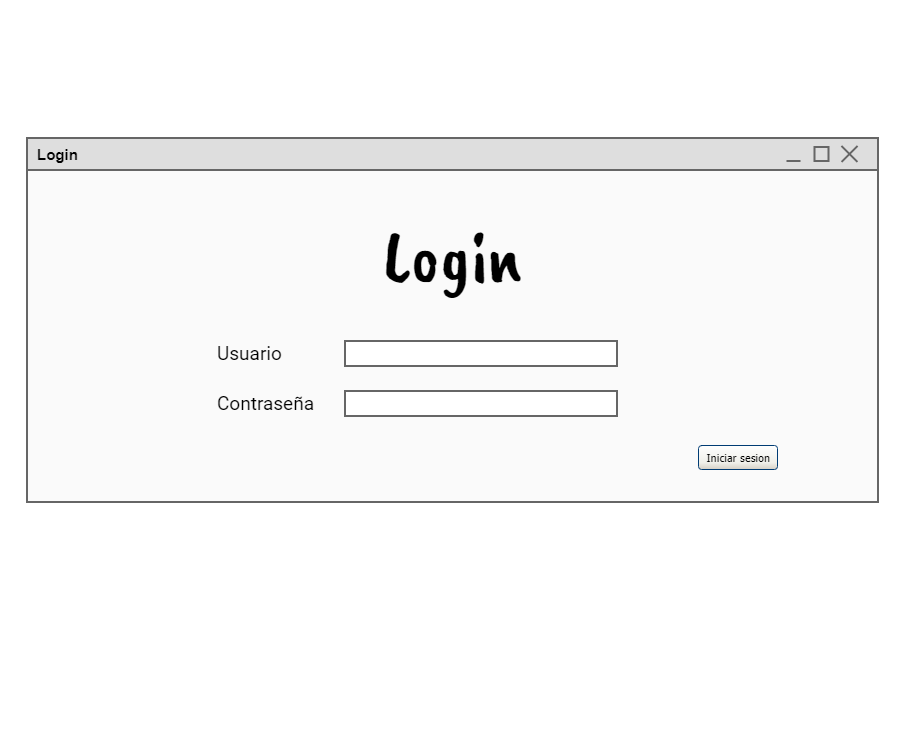 Login
Login
Usuario
Contraseña
Iniciar sesion